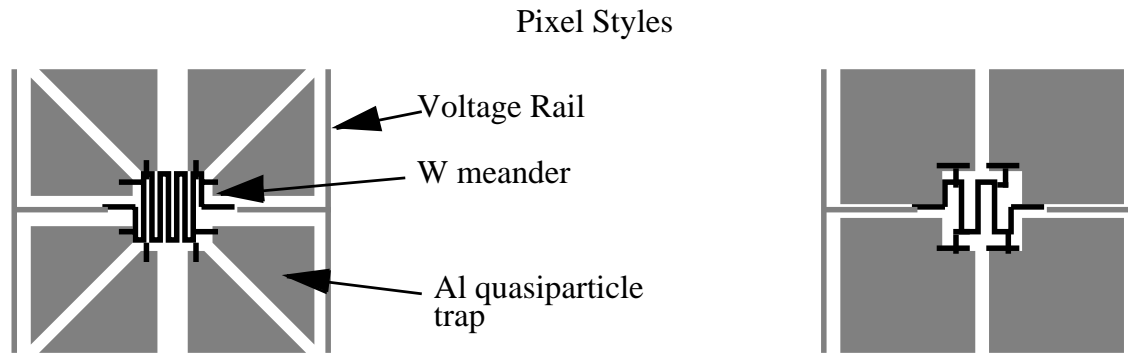 Pixel Styles
Voltage Rail
W meander
Al quasiparticle
trap